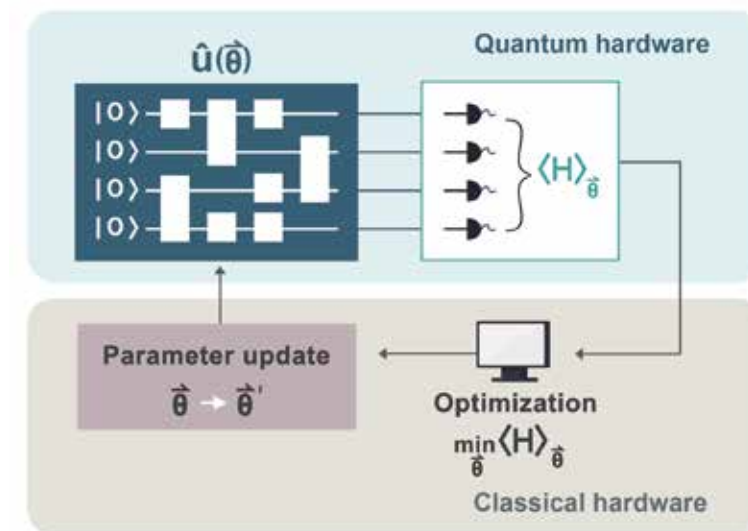 Quantum hardware
û(θ⃗)
|0⟩
|0⟩
|0⟩
|0⟩
⟨H⟩θ⃗
Parameter update
θ⃗ → θ⃗'
Optimization
min⟨H⟩θ⃗
θ⃗
Classical hardware